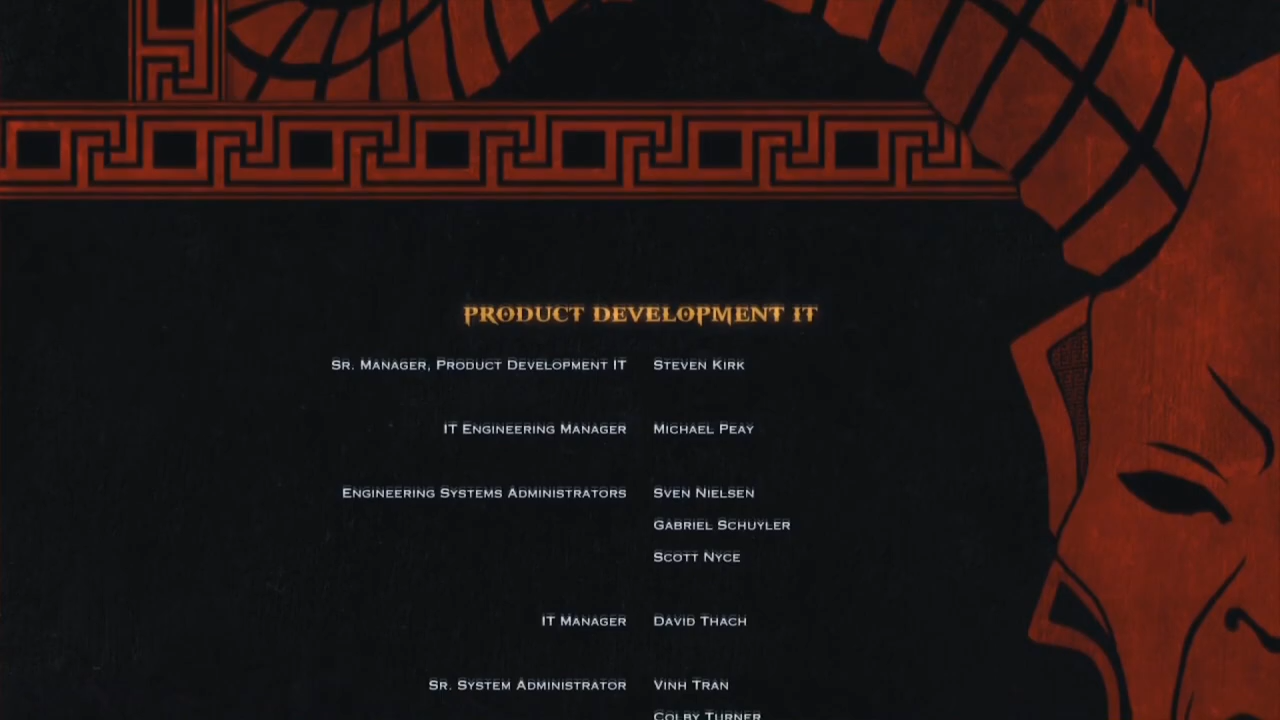 PRODUCT DEVELOPMENT IT
SR. MANAGER, PRODUCT DEVELOPMENT IT STEVEN KIRK
IT ENGINEERING MANAGER MICHAEL PEAY
ENGINEERING SYSTEMS ADMINISTRATORS SVEN NIELSEN
GABRIEL SCHUYLER
SCOTT NYCE
IT MANAGER DAVID THACH
SR. SYSTEM ADMINISTRATOR VINH TRAN
COLBY TURNER